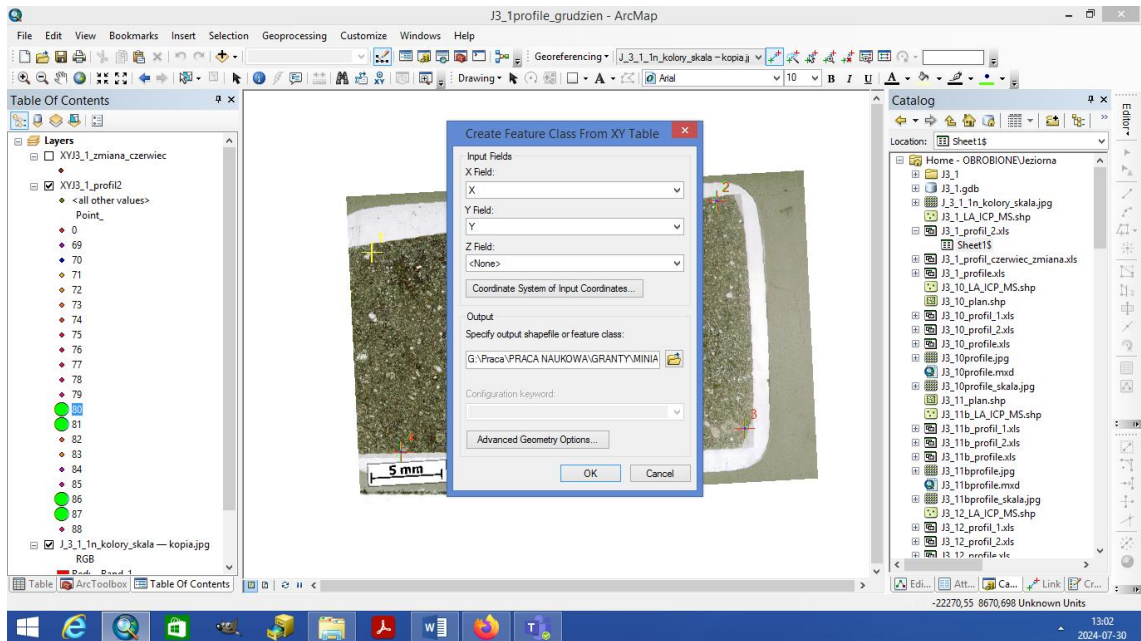 J3_1profile_grudzien - ArcMap
File Edit View Bookmarks Insert Selection Geoprocessing Customize Windows Help
Georeferencing J_3_1_1n_kolory_skala – kopia.j
Drawing A Arial 10 B I U A
Table Of Contents
Layers
XYJ3_1_zmiana_czerwiec
XYJ3_1_profil2
<all other values>
Point_
0
69
70
71
72
73
74
75
76
77
78
79
80
81
82
83
84
85
86
87
88
J_3_1_1n_kolory_skala — kopia.jpg
RGB
Table ArcToolbox Table Of Contents
2
3
5 mm
Create Feature Class From XY Table
Input Fields
X Field:
X
Y Field:
Y
Z Field:
<None>
Coordinate System of Input Coordinates...
Output
Specify output shapefile or feature class:
G:\Praca\PRACA NAUKOWA\GRANTY\MINIA
Configuration keyword:
Advanced Geometry Options...
OK Cancel
Catalog
Location: Sheet1$
Home - OBROBIONE\Jeziorna
J3_1
J3_1.gdb
J_3_1_1n_kolory_skala.jpg
J3_1_LA_ICP_MS.shp
J3_1_profil_2.xls
Sheet1$
J3_1_profil_czerwiec_zmiana.xls
J3_1_profile.xls
J3_10_LA_ICP_MS.shp
J3_10_plan.shp
J3_10_profil_1.xls
J3_10_profil_2.xls
J3_10_profile.xls
J3_10profile.jpg
J3_10profile.mxd
J3_10profile_skala.jpg
J3_11_plan.shp
J3_11b_LA_ICP_MS.shp
J3_11b_profil_1.xls
J3_11b_profil_2.xls
J3_11b_profile.xls
J3_11bprofile.jpg
J3_11bprofile.mxd
J3_11bprofile_skala.jpg
J3_12_LA_ICP_MS.shp
J3_12_profil_1.xls
J3_12_profil_2.xls
J3_12_profile.xls
Edi... Att... Ca... Link Cr...
Editor
-22270,55 8670,698 Unknown Units
13:02
2024-07-30